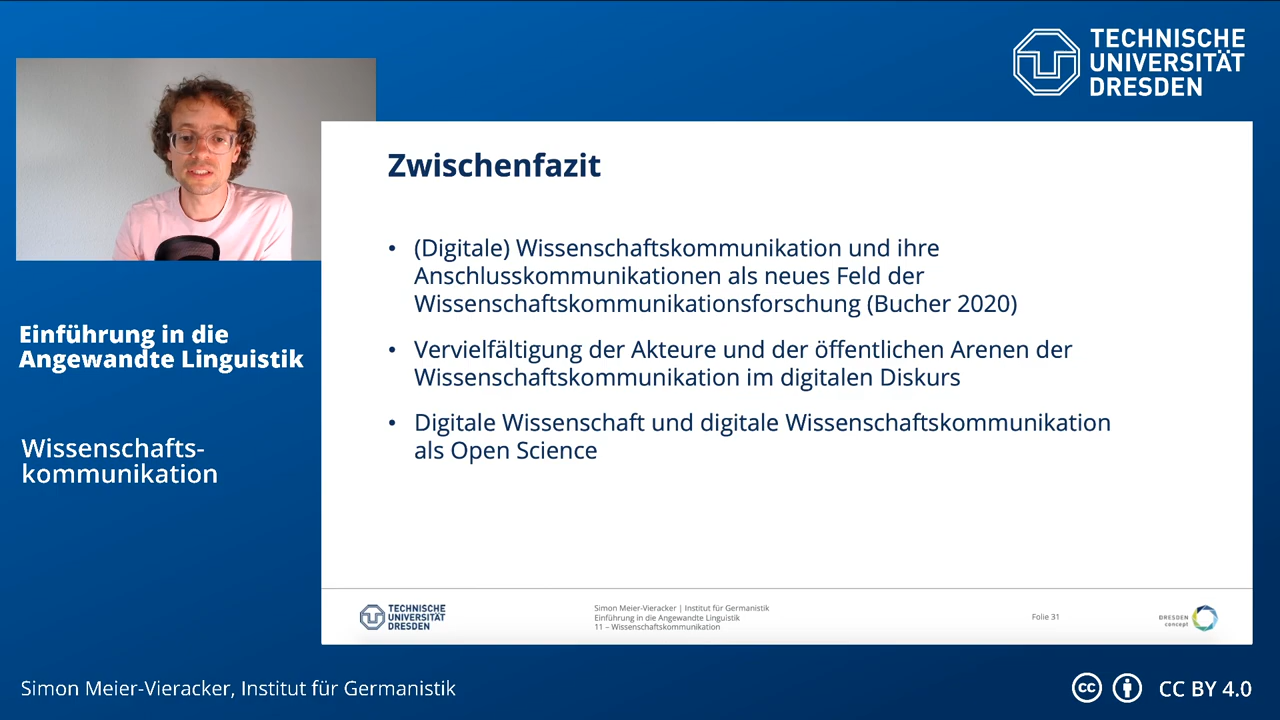 TECHNISCHE
UNIVERSITÄT
DRESDEN
Zwischenfazit
• (Digitale) Wissenschaftskommunikation und ihre
Anschlusskommunikationen als neues Feld der
Wissenschaftskommunikationsforschung (Bucher 2020)
• Vervielfältigung der Akteure und der öffentlichen Arenen der
Wissenschaftskommunikation im digitalen Diskurs
• Digitale Wissenschaft und digitale Wissenschaftskommunikation
als Open Science
Einführung in die
Angewandte Linguistik
Wissenschafts-
kommunikation
TECHNISCHE
UNIVERSITÄT
DRESDEN
Simon Meier-Vieracker | Institut für Germanistik
Einführung in die Angewandte Linguistik
11 – Wissenschaftskommunikation
Folie 31
DRESDEN
concept
Simon Meier-Vieracker, Institut für Germanistik
cc
CC BY 4.0